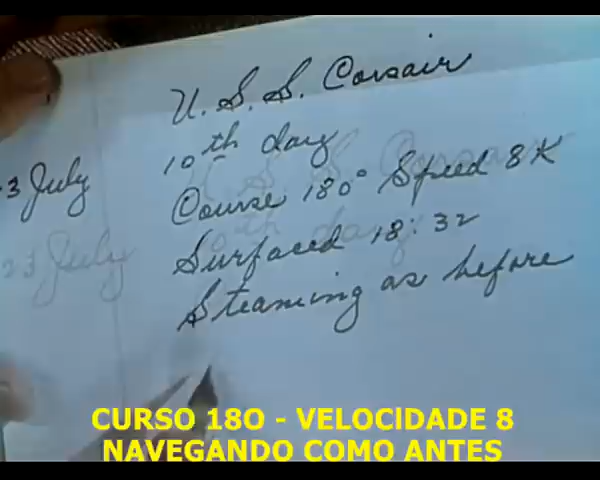 U. S. S. Corsair
10th day
23 July
Course 180° Speed 8K
Surfaced 18:32
Steaming as before
CURSO 18O - VELOCIDADE 8
NAVEGANDO COMO ANTES